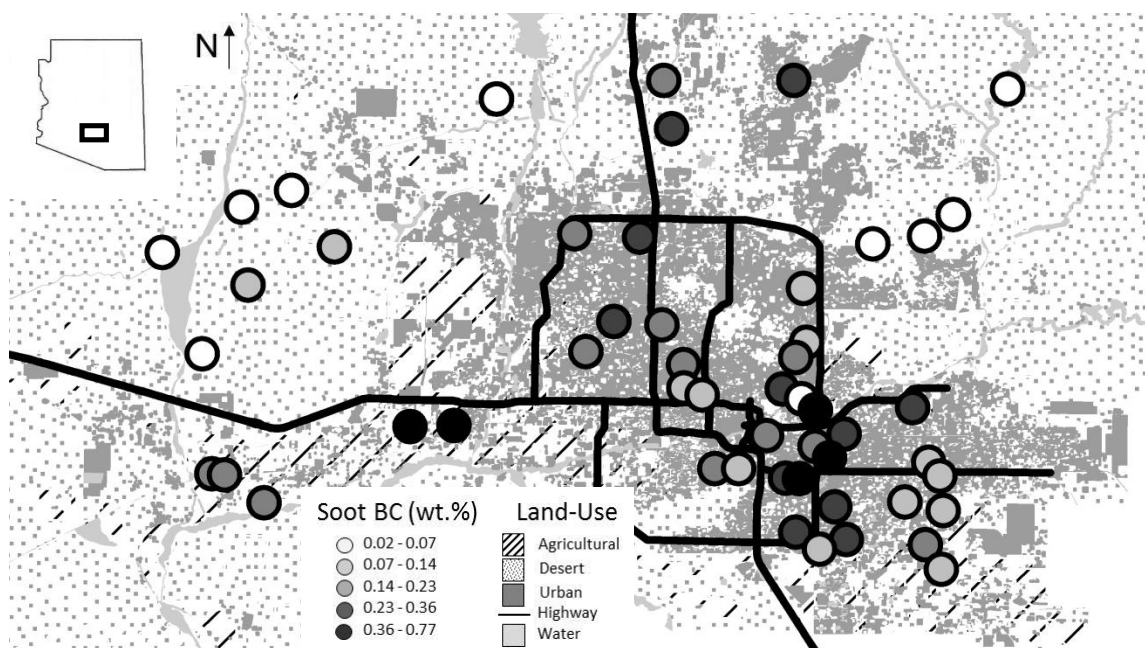 N
Soot BC (wt.%)
0.02 - 0.07
0.07 - 0.14
0.14 - 0.23
0.23 - 0.36
0.36 - 0.77
Land-Use
Agricultural
Desert
Urban
Highway
Water